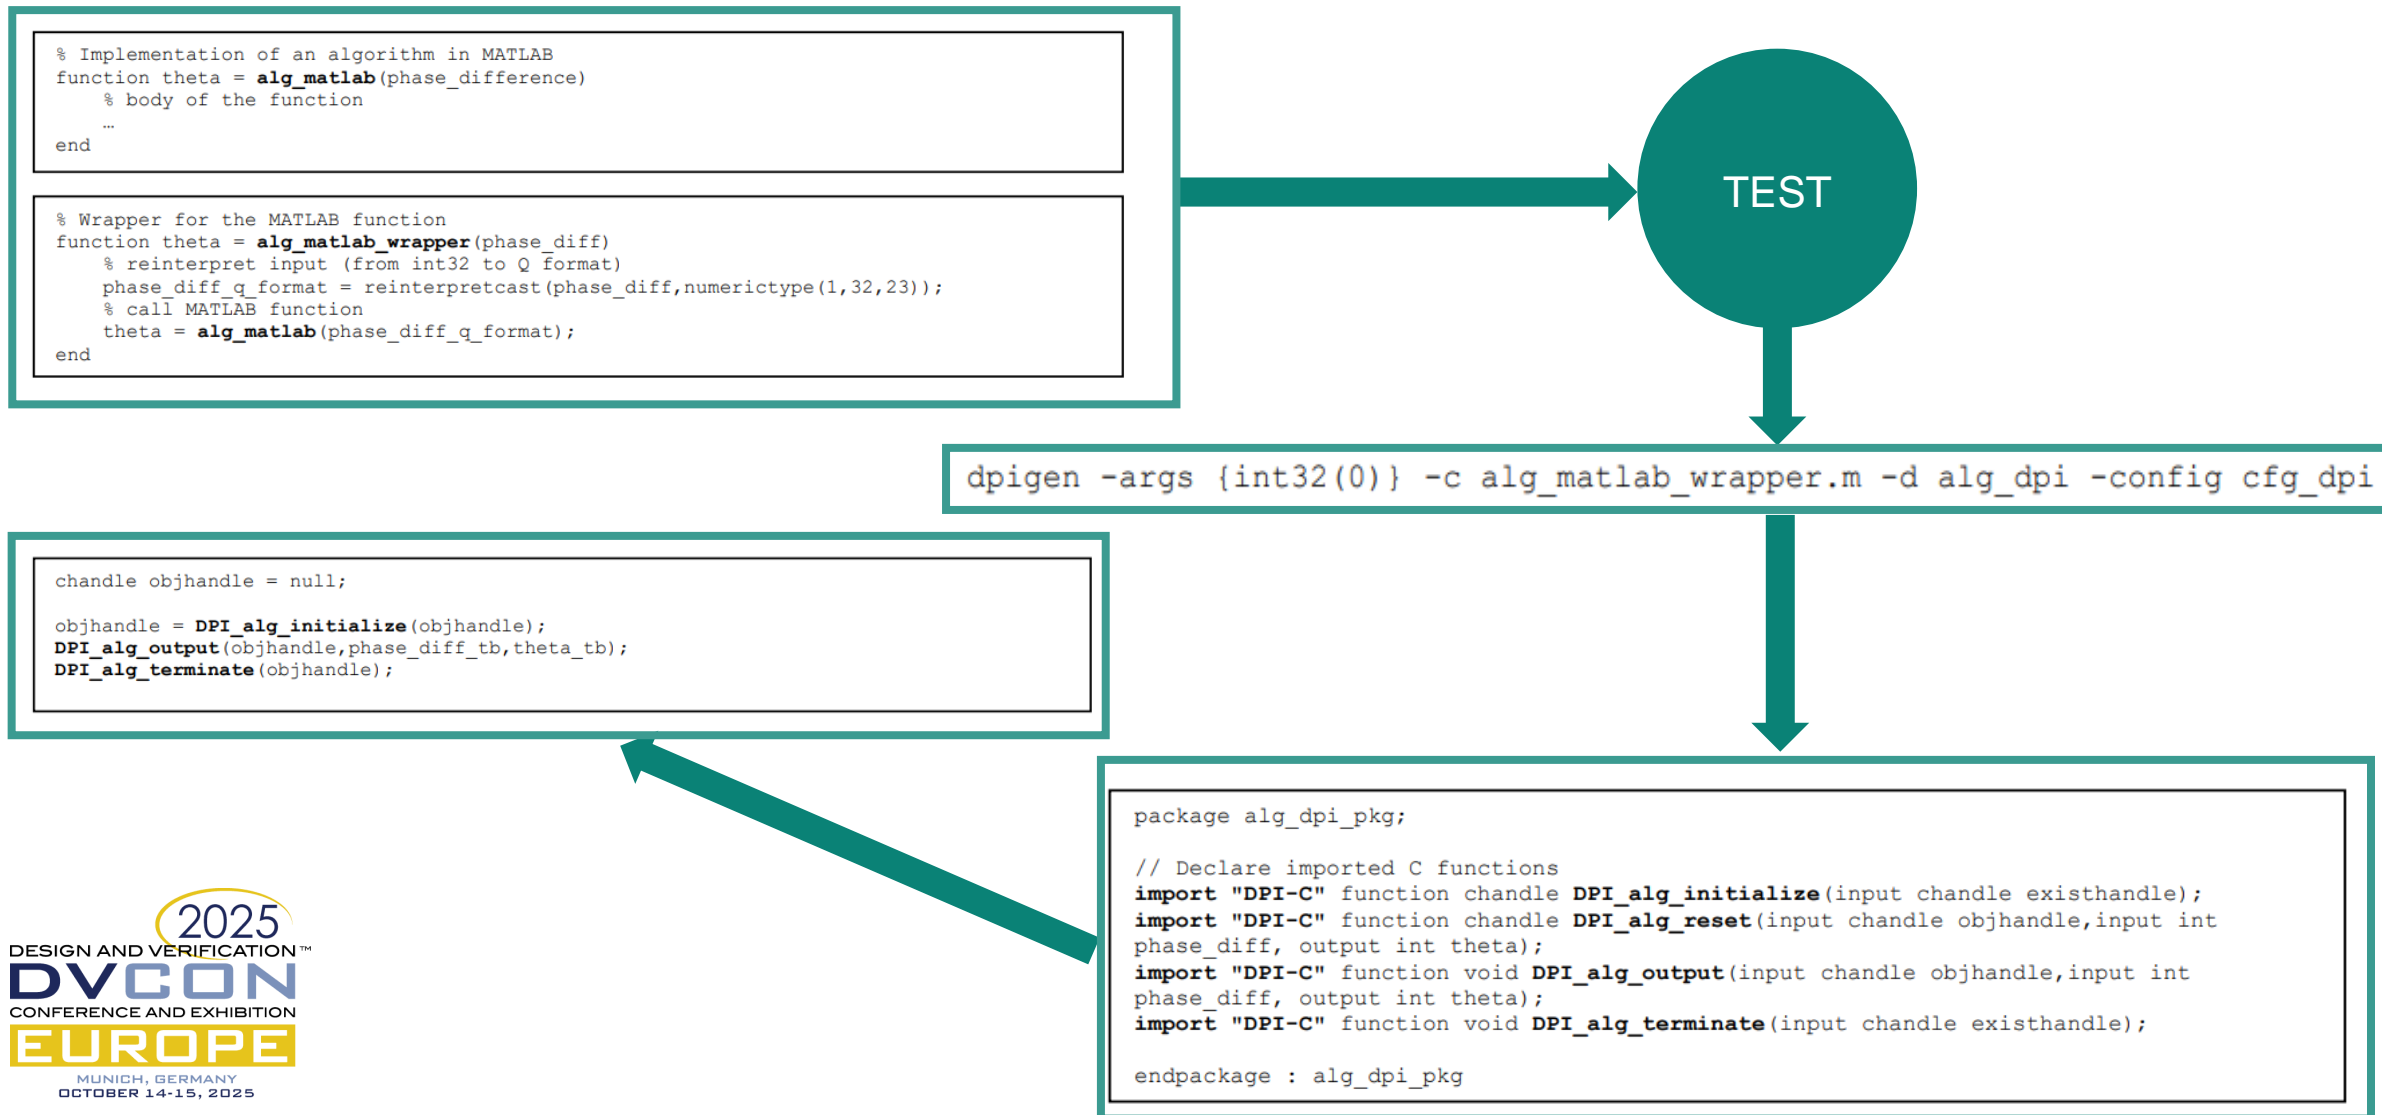 % Implementation of an algorithm in MATLAB
function theta = alg_matlab(phase_difference)
    % body of the function
    …
end
% Wrapper for the MATLAB function
function theta = alg_matlab_wrapper(phase_diff)
    % reinterpret input (from int32 to Q format)
    phase_diff_q_format = reinterpretcast(phase_diff,numerictype(1,32,23));
    % call MATLAB function
    theta = alg_matlab(phase_diff_q_format);
end
TEST
dpigen -args {int32(0)} -c alg_matlab_wrapper.m -d alg_dpi -config cfg_dpi
chandle objhandle = null;
objhandle = DPI_alg_initialize(objhandle);
DPI_alg_output(objhandle,phase_diff_tb,theta_tb);
DPI_alg_terminate(objhandle);
package alg_dpi_pkg;
// Declare imported C functions
import "DPI-C" function chandle DPI_alg_initialize(input chandle existhandle);
import "DPI-C" function chandle DPI_alg_reset(input chandle objhandle,input int
phase_diff, output int theta);
import "DPI-C" function void DPI_alg_output(input chandle objhandle,input int
phase_diff, output int theta);
import "DPI-C" function void DPI_alg_terminate(input chandle existhandle);
endpackage : alg_dpi_pkg
2025
DESIGN AND VERIFICATION™
DVCON
CONFERENCE AND EXHIBITION
EUROPE
MUNICH, GERMANY
OCTOBER 14-15, 2025